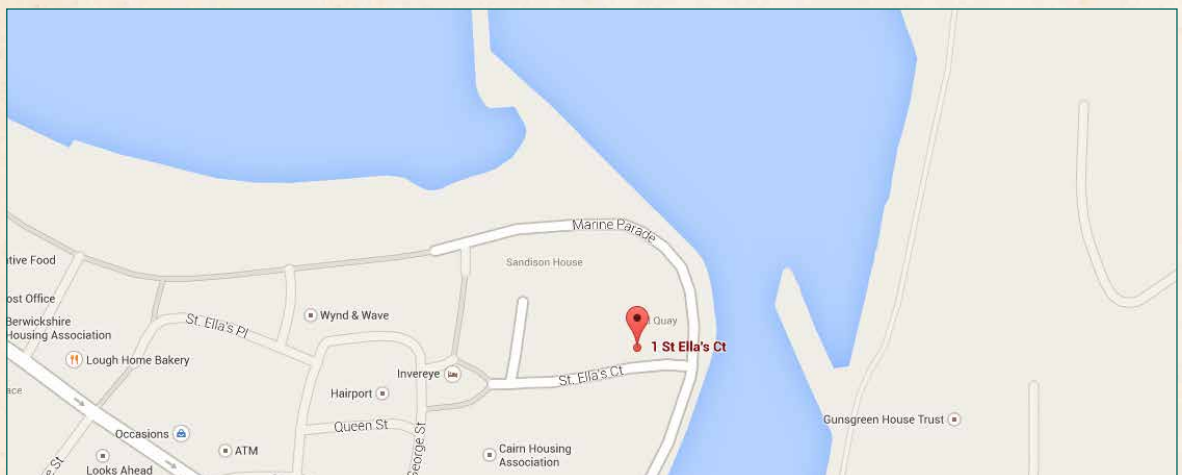 Marine Parade
Sandison House
tive Food
ost Office
Berwickshire
Housing Association
St. Ella's Pl
Wynd & Wave
Quay
1 St Ella's Ct
Lough Home Bakery
Invereye
St. Ella's Ct
Hairport
ace
Queen St
George St
Gunsgreen House Trust
Occasions
ATM
Cairn Housing
Association
e St
Looks Ahead